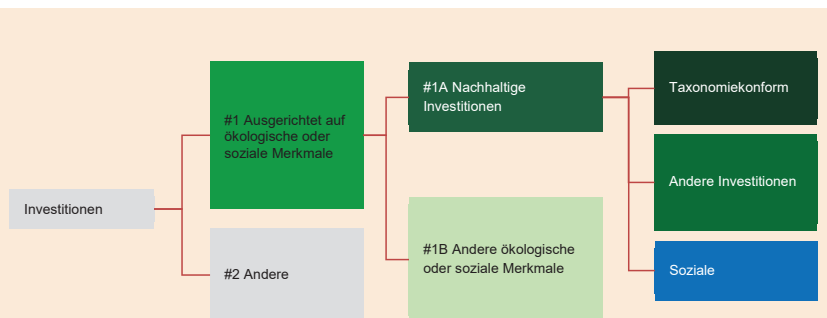 Investitionen
#1 Ausgerichtet auf
ökologische oder
soziale Merkmale
#2 Andere
#1A Nachhaltige
Investitionen
#1B Andere ökologische
oder soziale Merkmale
Taxonomiekonform
Andere Investitionen
Soziale